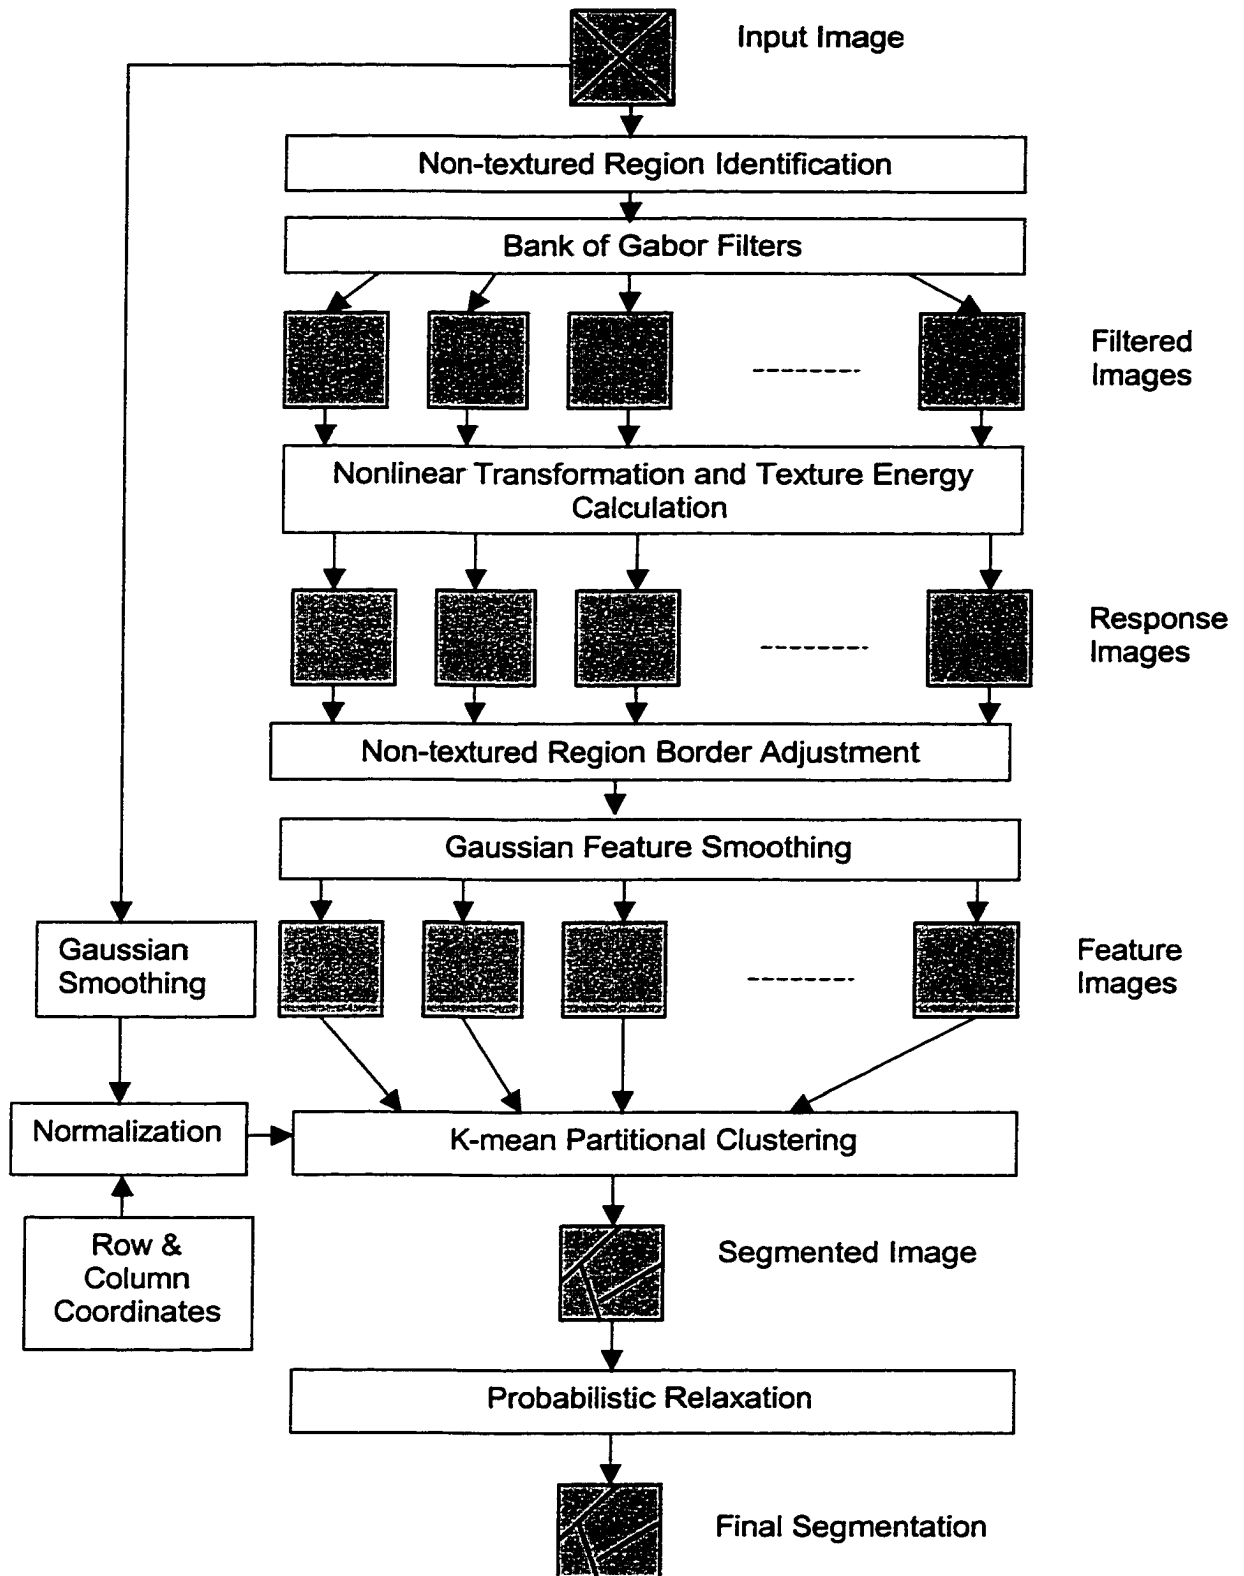 Input Image
Non-textured Region Identification
Bank of Gabor Filters
Filtered
Images
Nonlinear Transformation and Texture Energy
Calculation
Response
Images
Non-textured Region Border Adjustment
Gaussian Feature Smoothing
Gaussian
Smoothing
Feature
Images
Normalization
K-mean Partitional Clustering
Row &
Column
Coordinates
Segmented Image
Probabilistic Relaxation
Final Segmentation